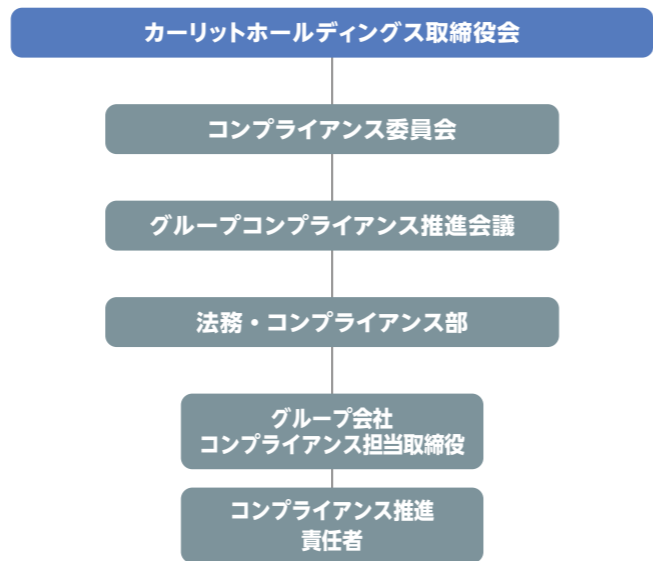 カーリットホールディングス取締役会
コンプライアンス委員会
グループコンプライアンス推進会議
法務・コンプライアンス部
グループ会社
コンプライアンス担当取締役
コンプライアンス推進
責任者